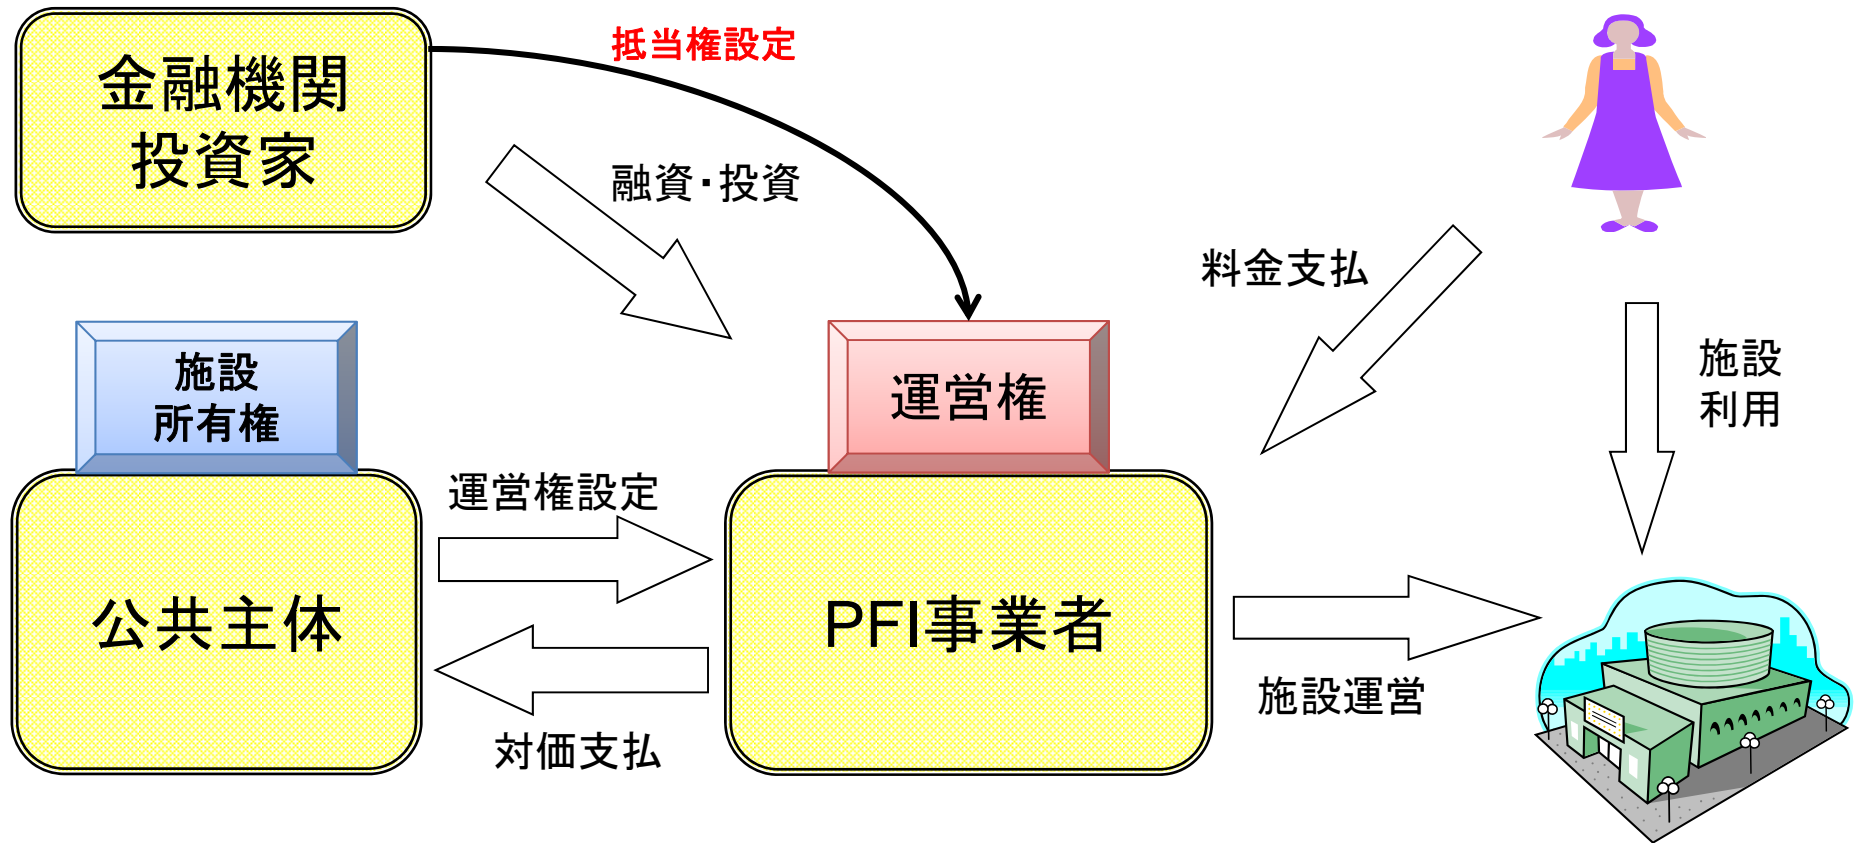 金融機関
投資家
抵当権設定
融資・投資
料金支払
施設
利用
施設
所有権
運営権
運営権設定
公共主体
PFI事業者
対価支払
施設運営